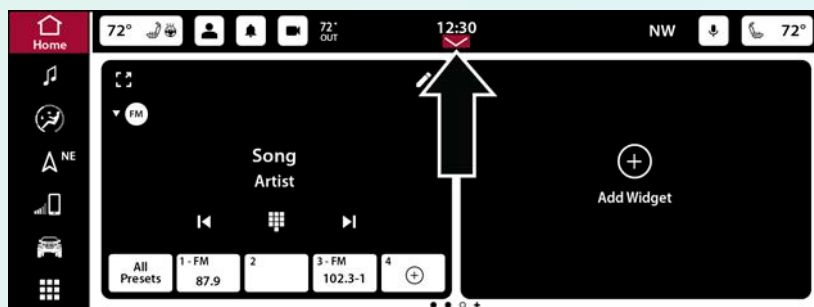 Home
72°
72°
OUT
12:30
NW
72°
FM
NE
Song
Artist
Add Widget
All
Presets
1 - FM
87.9
2
3 - FM
102.3-1
4